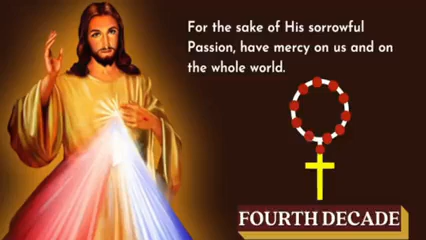 For the sake of His sorrowful
Passion, have mercy on us and on
the whole world.
FOURTH DECADE